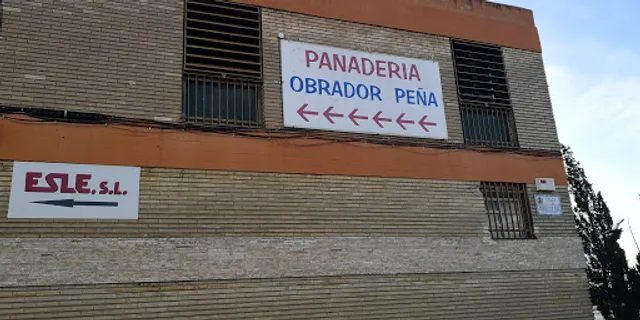 PANADERIA
OBRADOR PEÑA
ESLE, S.L.